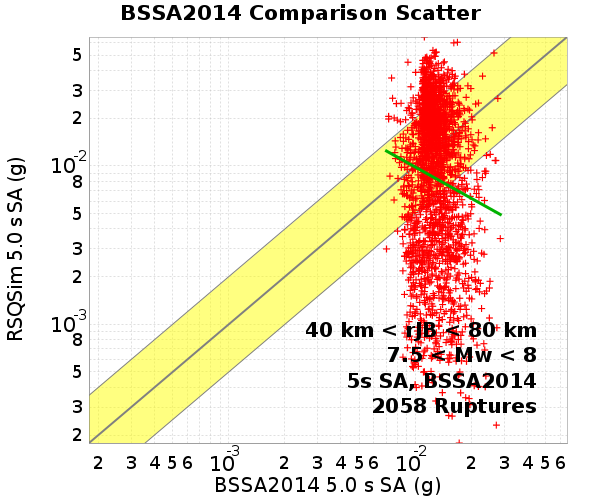 BSSA2014 Comparison Scatter
RSQSim 5.0 s SA (g)
5
3
2
10-2
8
5
3
2
10-3
8
5
3
2
40 km < rJB < 80 km
7.5 < Mw < 8
5s SA, BSSA2014
2058 Ruptures
2 3 4 5 6 10-3 2 3 4 5 6 10-2 2 3 4 5 6
BSSA2014 5.0 s SA (g)